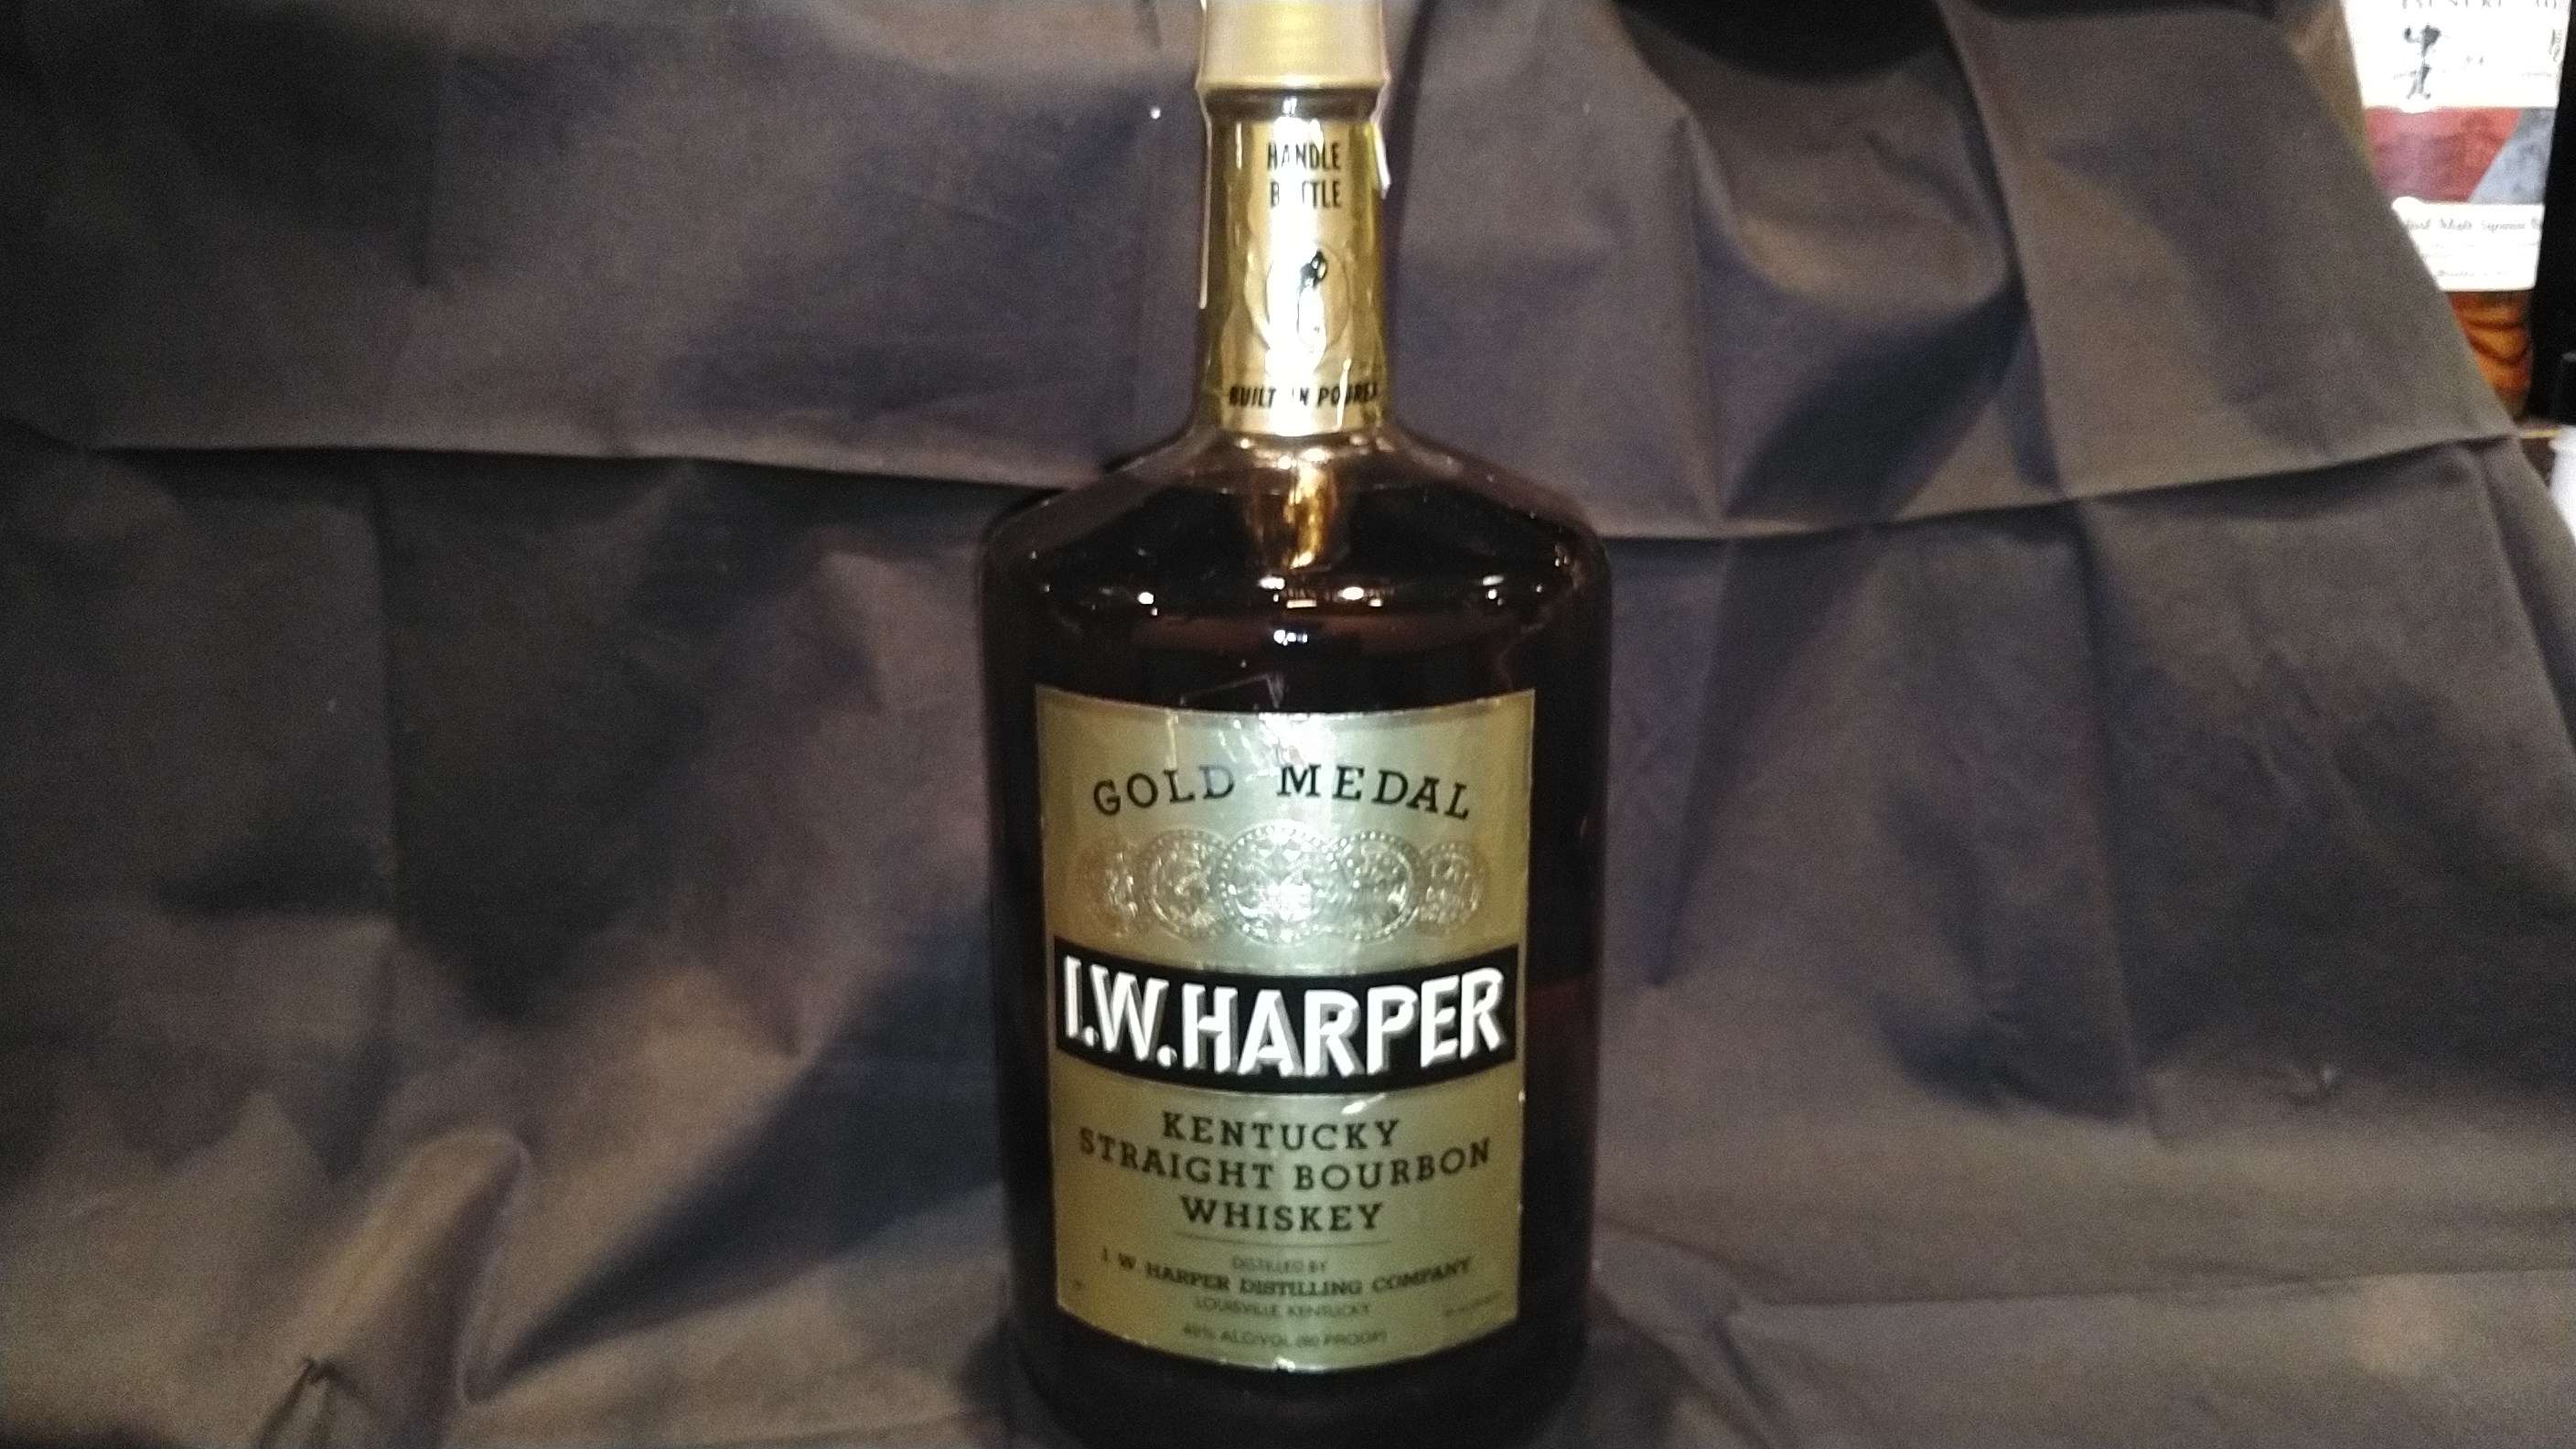 HANDLE
BOTTLE
BUILT IN POURER
GOLD MEDAL
I.W.HARPER
KENTUCKY
STRAIGHT BOURBON
WHISKEY
DISTILLED BY
I. W. HARPER DISTILLING COMPANY
LOUISVILLE, KENTUCKY
40% ALC/VOL (80 PROOF)
Malt